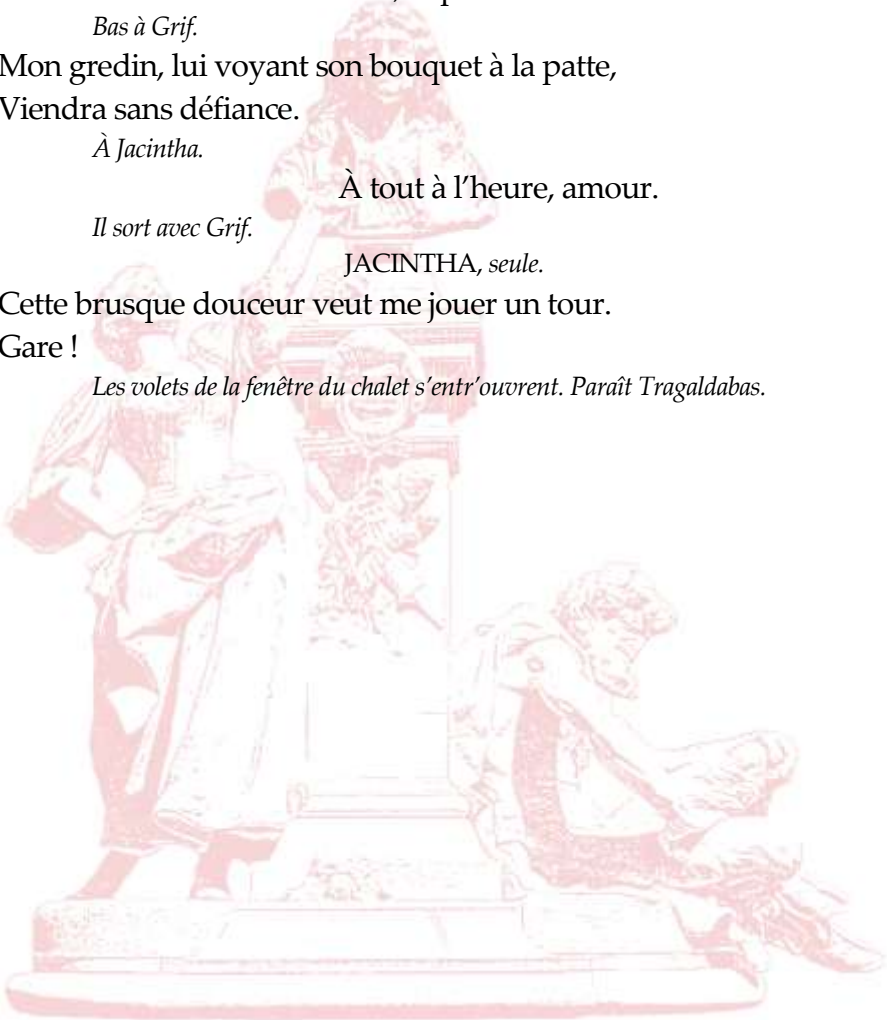 Bas à Grif.
Mon gredin, lui voyant son bouquet à la patte,
Viendra sans défiance.
À Jacintha.
À tout à l'heure, amour.
Il sort avec Grif.
JACINTHA, seule.
Cette brusque douceur veut me jouer un tour.
Gare !
Les volets de la fenêtre du chalet s'entr'ouvrent. Paraît Tragaldabas.